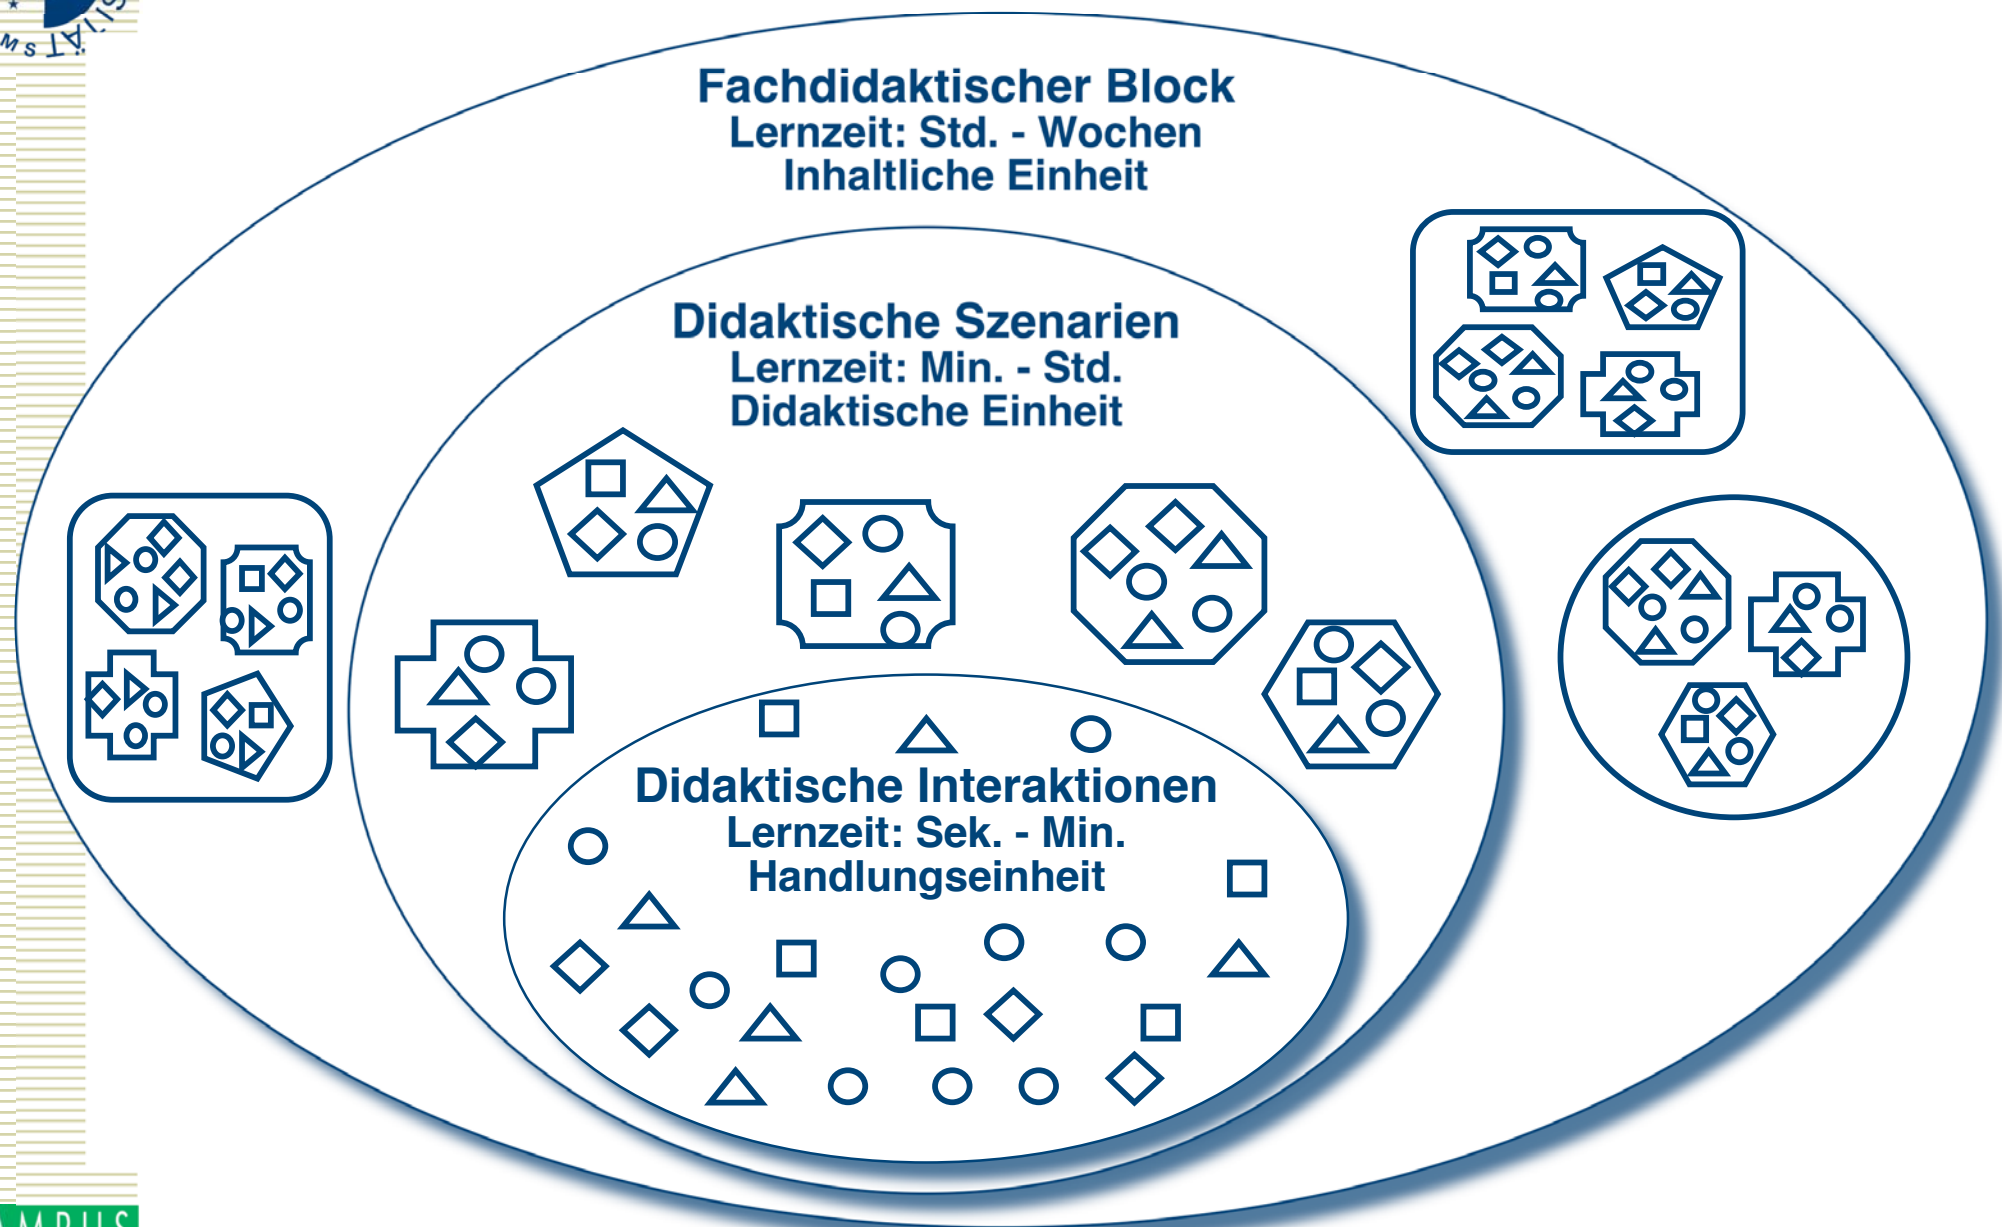 Fachdidaktischer Block
Lernzeit: Std. - Wochen
Inhaltliche Einheit
Didaktische Szenarien
Lernzeit: Min. - Std.
Didaktische Einheit
Didaktische Interaktionen
Lernzeit: Sek. - Min.
Handlungseinheit